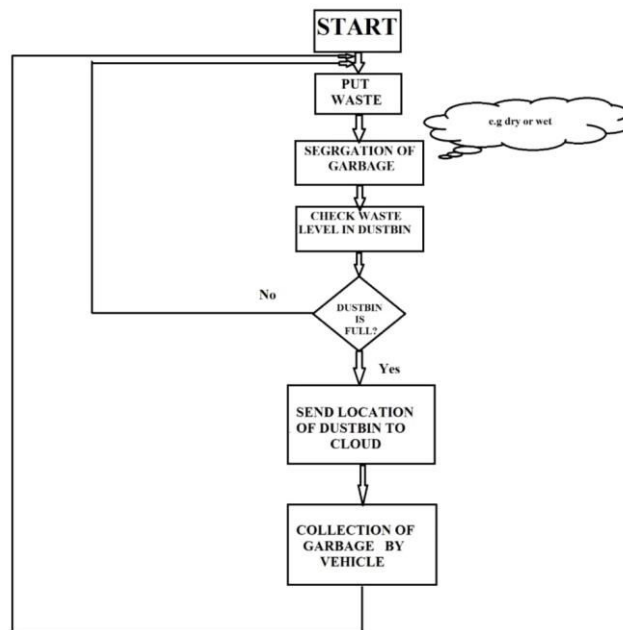 START
PUT
WASTE
e.g dry or wet
SEGRGATION OF
GARBAGE
CHECK WASTE
LEVEL IN DUSTBIN
No
DUSTBIN
IS
FULL?
Yes
SEND LOCATION
OF DUSTBIN TO
CLOUD
COLLECTION OF
GARBAGE BY
VEHICLE